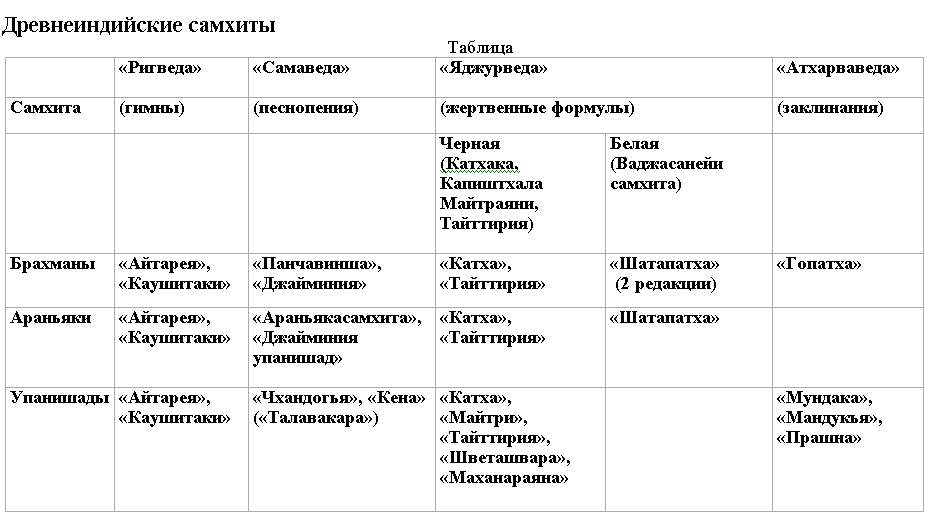 Древнеиндийские самхиты
Таблица
«Ригведа» «Самаведа» «Яджурведа» «Атхарваведа»
Самхита (гимны) (песнопения) (жертвенные формулы) (заклинания)
Черная
(Катхака,
Капиштхала
Майтраяни,
Тайттирия)
Белая
(Ваджасанейи
самхита)
Брахманы
«Айтарея»,
«Каушитаки»
«Панчавинша»,
«Джайминия»
«Катха»,
«Тайттирия»
«Шатапатха»
(2 редакции)
«Гопатха»
Араньяки
«Айтарея»,
«Каушитаки»
«Араньякасамхита»,
«Джайминия
упанишад»
«Катха»,
«Тайттирия»
«Шатапатха»
Упанишады
«Айтарея»,
«Каушитаки»
«Чхандогья», «Кена»
(«Талавакара»)
«Катха»,
«Майтри»,
«Тайттирия»,
«Шветашвара»,
«Маханараяна»
«Мундака»,
«Мандукья»,
«Прашна»